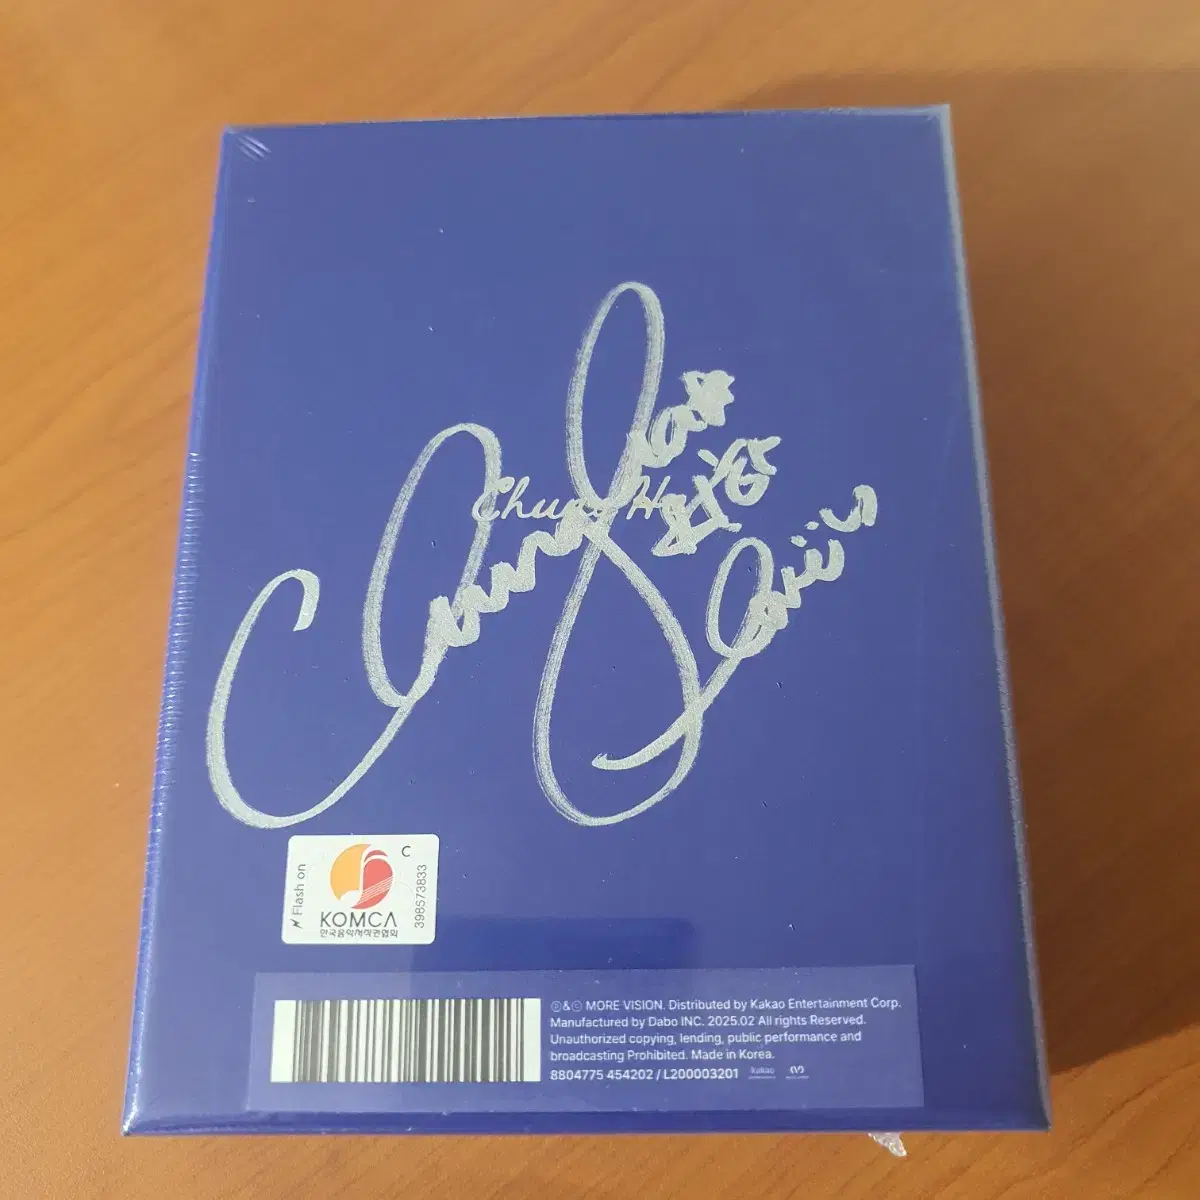 Chung Ha
Flash on
C
398573833
KOMCA
한국음악저작권협회
Ⓟ&Ⓒ MORE VISION. Distributed by Kakao Entertainment Corp.
Manufactured by Dabo INC. 2025.02 All rights Reserved.
Unauthorized copying, lending, public performance and
broadcasting Prohibited. Made in Korea.
8804775 454202 / L200003201
kakao